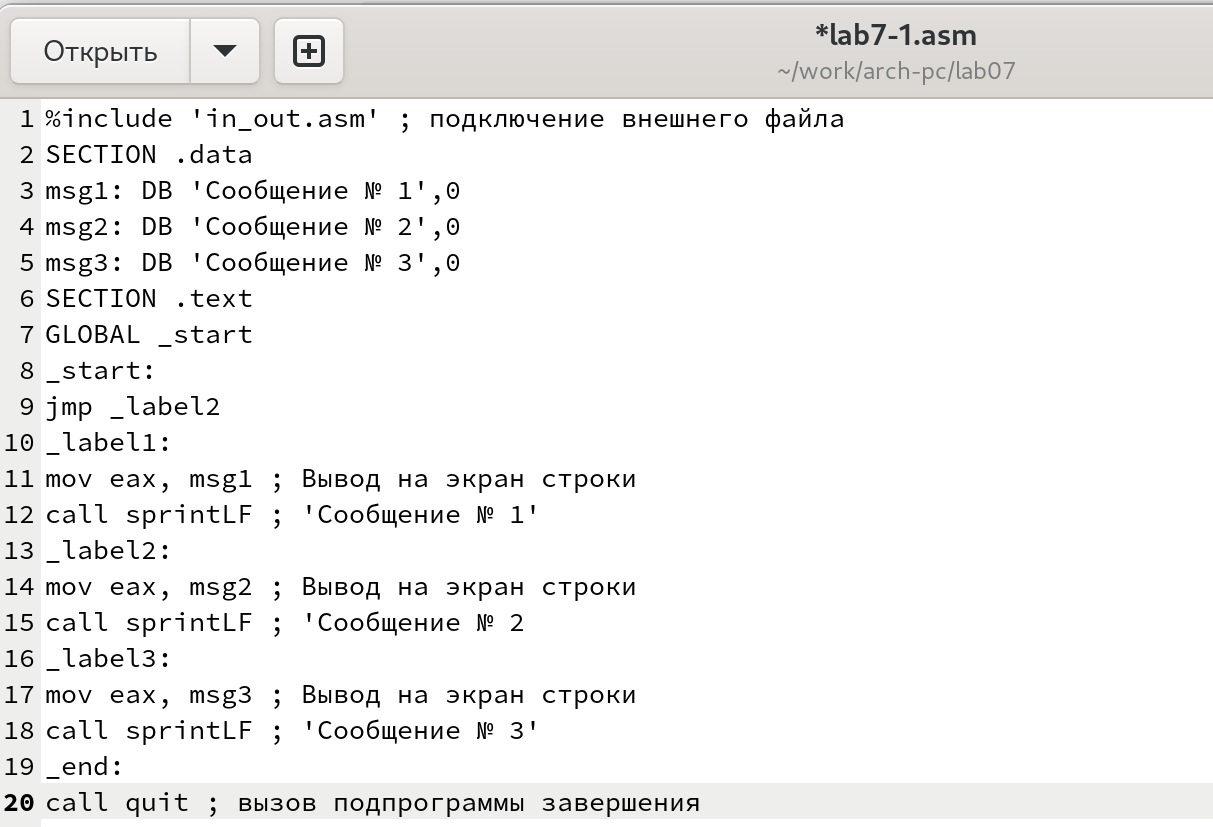 Открыть
*lab7-1.asm
~/work/arch-pc/lab07
1 %include 'in_out.asm' ; подключение внешнего файла
2 SECTION .data
3 msg1: DB 'Сообщение № 1',0
4 msg2: DB 'Сообщение № 2',0
5 msg3: DB 'Сообщение № 3',0
6 SECTION .text
7 GLOBAL _start
8 _start:
9 jmp _label2
10 _label1:
11 mov eax, msg1 ; Вывод на экран строки
12 call sprintLF ; 'Сообщение № 1'
13 _label2:
14 mov eax, msg2 ; Вывод на экран строки
15 call sprintLF ; 'Сообщение № 2
16 _label3:
17 mov eax, msg3 ; Вывод на экран строки
18 call sprintLF ; 'Сообщение № 3'
19 _end:
20 call quit ; вызов подпрограммы завершения